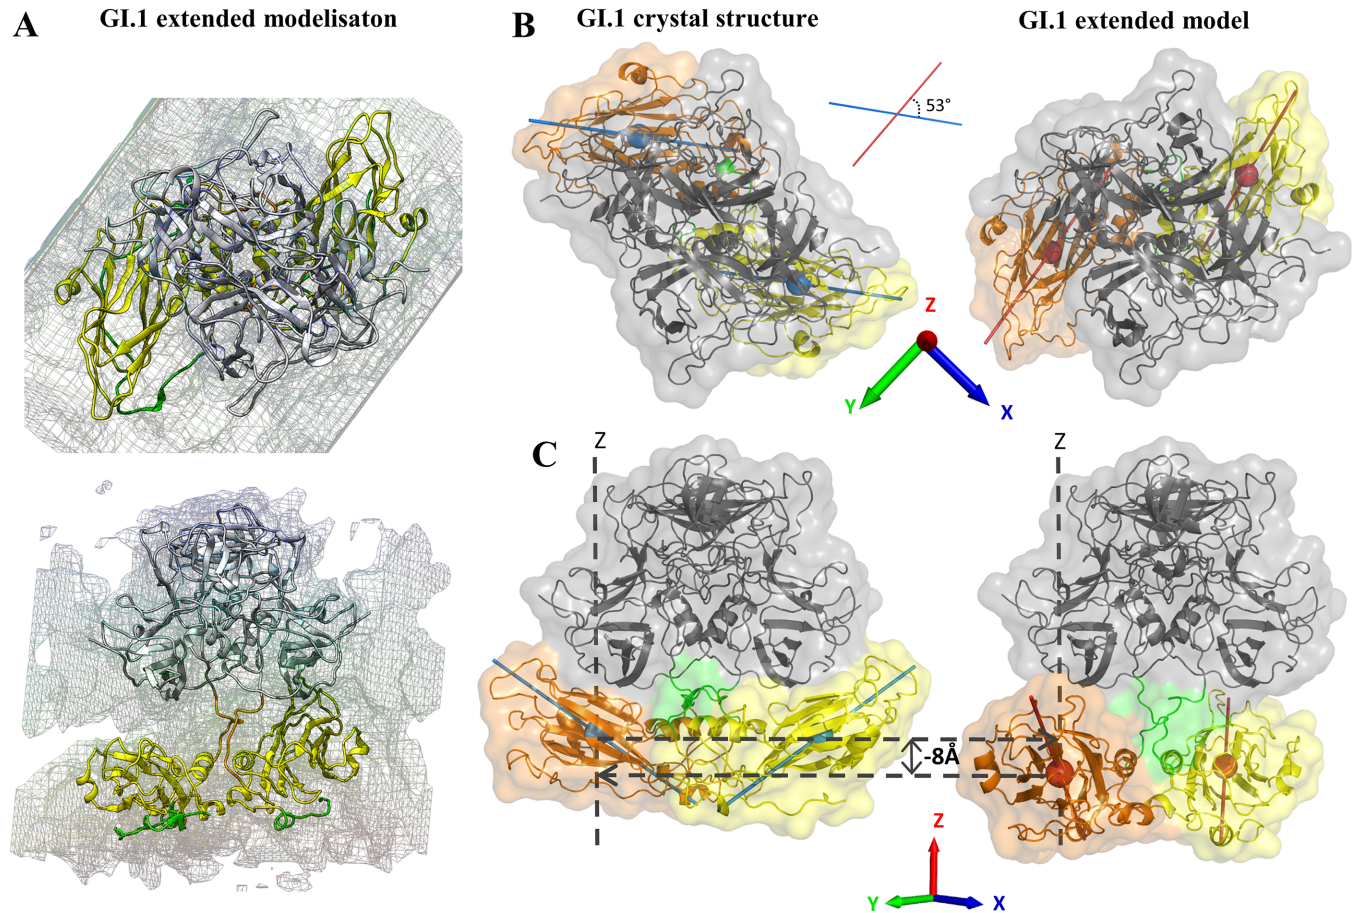 A
GI.1 extended modelisaton
B
GI.1 crystal structure
GI.1 extended model
53°
Z
Y
X
C
Z
Z
-8Å
Z
Y
X